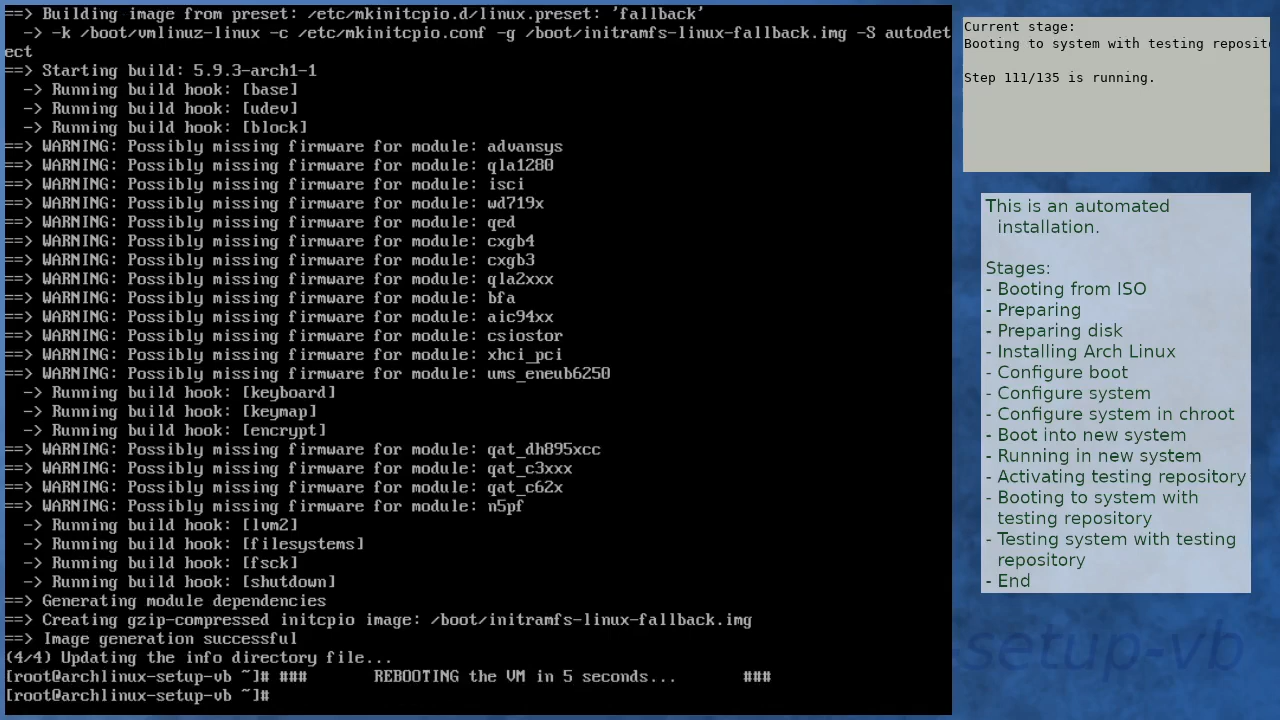 ==> Building image from preset: /etc/mkinitcpio.d/linux.preset: 'fallback'
  -> -k /boot/vmlinuz-linux -c /etc/mkinitcpio.conf -g /boot/initramfs-linux-fallback.img -S autodet
ect
==> Starting build: 5.9.3-arch1-1
  -> Running build hook: [base]
  -> Running build hook: [udev]
  -> Running build hook: [block]
==> WARNING: Possibly missing firmware for module: advansys
==> WARNING: Possibly missing firmware for module: qla1280
==> WARNING: Possibly missing firmware for module: isci
==> WARNING: Possibly missing firmware for module: wd719x
==> WARNING: Possibly missing firmware for module: qed
==> WARNING: Possibly missing firmware for module: cxgb4
==> WARNING: Possibly missing firmware for module: cxgb3
==> WARNING: Possibly missing firmware for module: qla2xxx
==> WARNING: Possibly missing firmware for module: bfa
==> WARNING: Possibly missing firmware for module: aic94xx
==> WARNING: Possibly missing firmware for module: csiostor
==> WARNING: Possibly missing firmware for module: xhci_pci
==> WARNING: Possibly missing firmware for module: ums_eneub6250
  -> Running build hook: [keyboard]
  -> Running build hook: [keymap]
  -> Running build hook: [encrypt]
==> WARNING: Possibly missing firmware for module: qat_dh895xcc
==> WARNING: Possibly missing firmware for module: qat_c3xxx
==> WARNING: Possibly missing firmware for module: qat_c62x
==> WARNING: Possibly missing firmware for module: n5pf
  -> Running build hook: [lvm2]
  -> Running build hook: [filesystems]
  -> Running build hook: [fsck]
  -> Running build hook: [shutdown]
==> Generating module dependencies
==> Creating gzip-compressed initcpio image: /boot/initramfs-linux-fallback.img
==> Image generation successful
(4/4) Updating the info directory file...
[root@archlinux-setup-vb ~]# ###       REBOOTING the VM in 5 seconds...       ###
[root@archlinux-setup-vb ~]#
Current stage:
Booting to system with testing reposito
Step 111/135 is running.
This is an automated
installation.
Stages:
- Booting from ISO
- Preparing
- Preparing disk
- Installing Arch Linux
- Configure boot
- Configure system
- Configure system in chroot
- Boot into new system
- Running in new system
- Activating testing repository
- Booting to system with
testing repository
- Testing system with testing
repository
- End
setup-vb